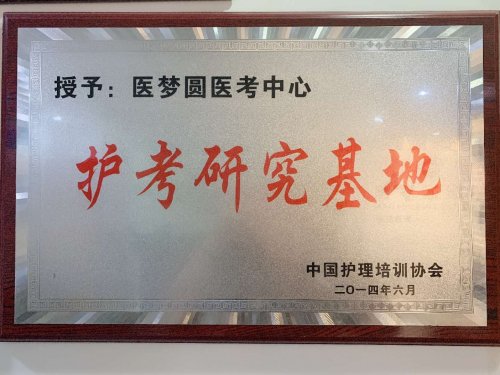 授予：医梦圆医考中心
护考研究基地
中国护理培训协会
二〇一四年六月